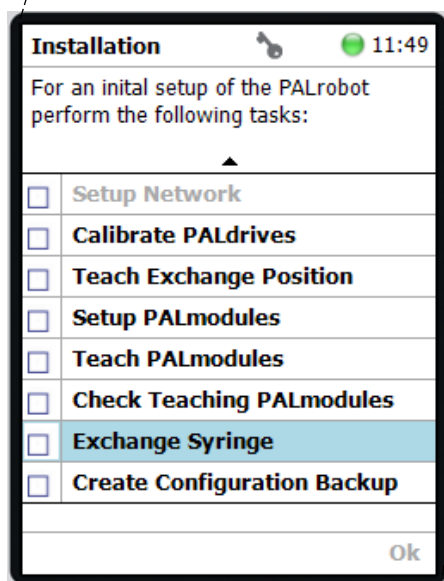 Installation 11:49
For an inital setup of the PALrobot
perform the following tasks:
Setup Network
Calibrate PALdrives
Teach Exchange Position
Setup PALmodules
Teach PALmodules
Check Teaching PALmodules
Exchange Syringe
Create Configuration Backup
Ok